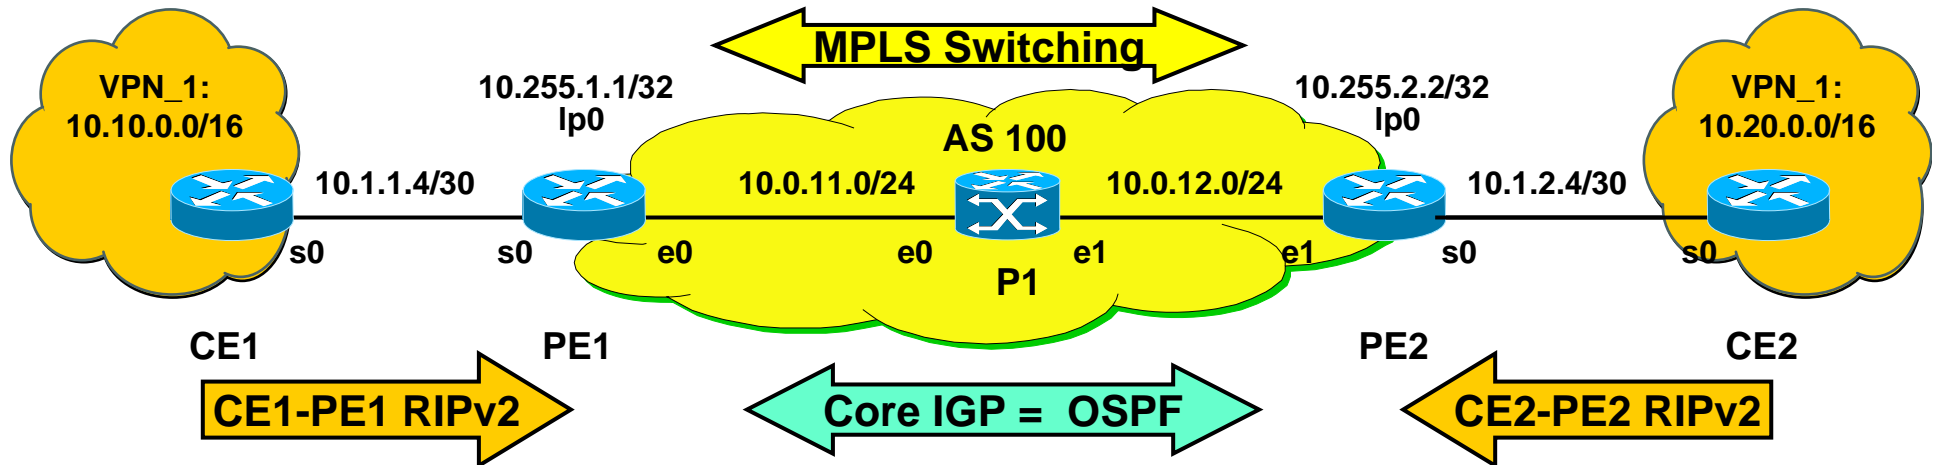 MPLS Switching
VPN_1:
10.10.0.0/16
10.255.1.1/32
lp0
10.255.2.2/32
lp0
VPN_1:
10.20.0.0/16
AS 100
10.1.1.4/30
10.0.11.0/24
10.0.12.0/24
10.1.2.4/30
s0
s0
e0
e0
e1
e1
s0
s0
P1
CE1
PE1
PE2
CE2
CE1-PE1 RIPv2
Core IGP = OSPF
CE2-PE2 RIPv2